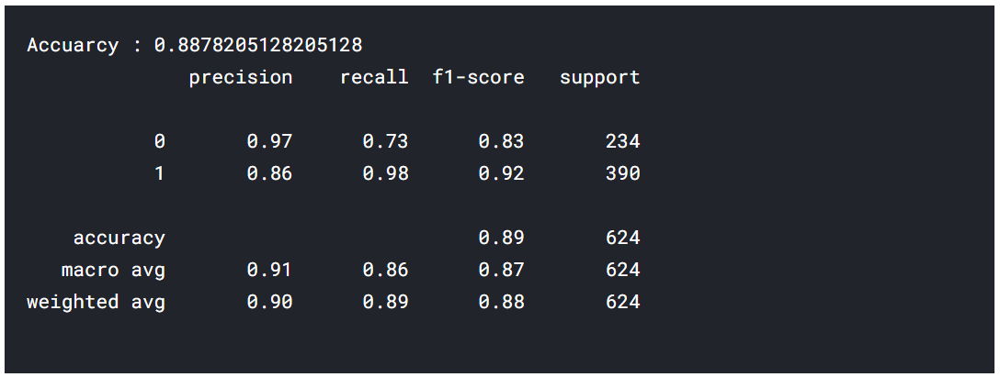 Accuarcy : 0.8878205128205128
precision recall f1-score support
0 0.97 0.73 0.83 234
1 0.86 0.98 0.92 390
accuracy 0.89 624
macro avg 0.91 0.86 0.87 624
weighted avg 0.90 0.89 0.88 624